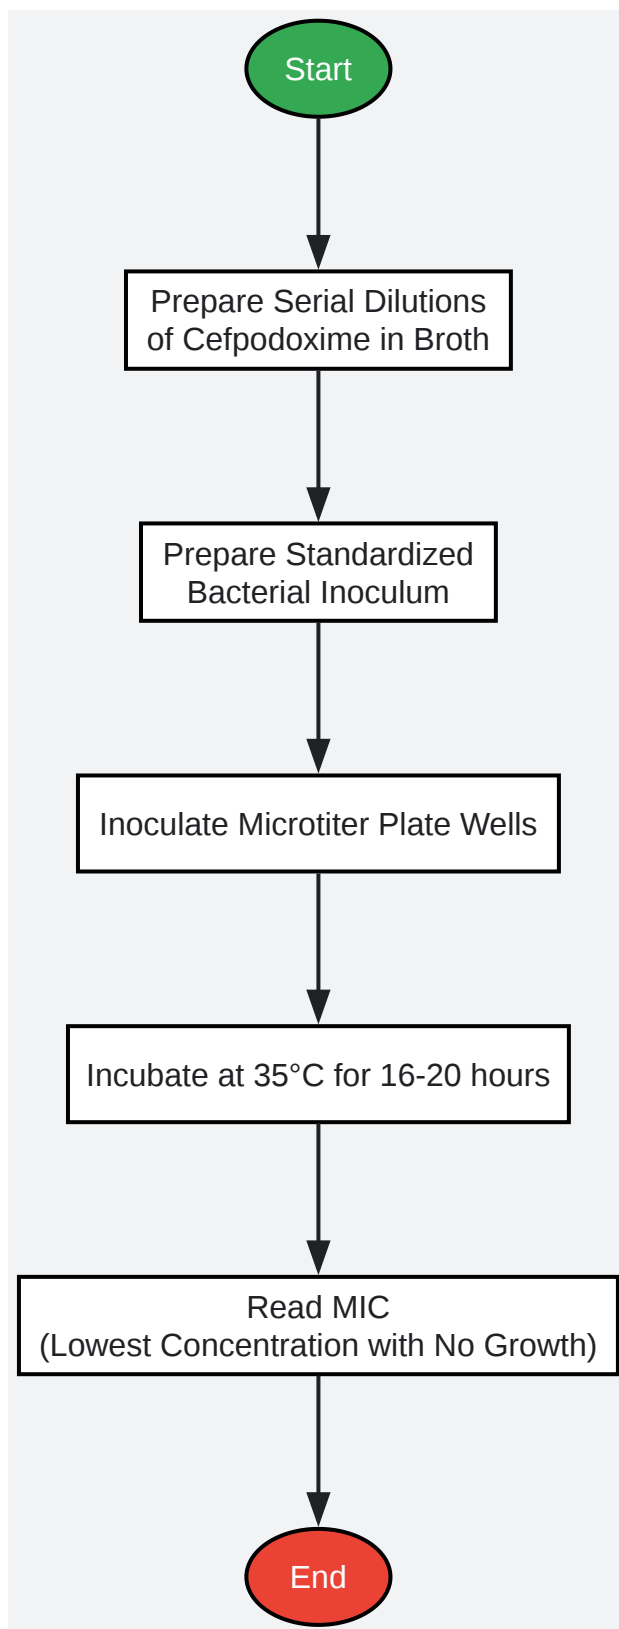 Start
Prepare Serial Dilutions
of Cefpodoxime in Broth
Prepare Standardized
Bacterial Inoculum
Inoculate Microtiter Plate Wells
Incubate at 35°C for 16-20 hours
Read MIC
(Lowest Concentration with No Growth)
End